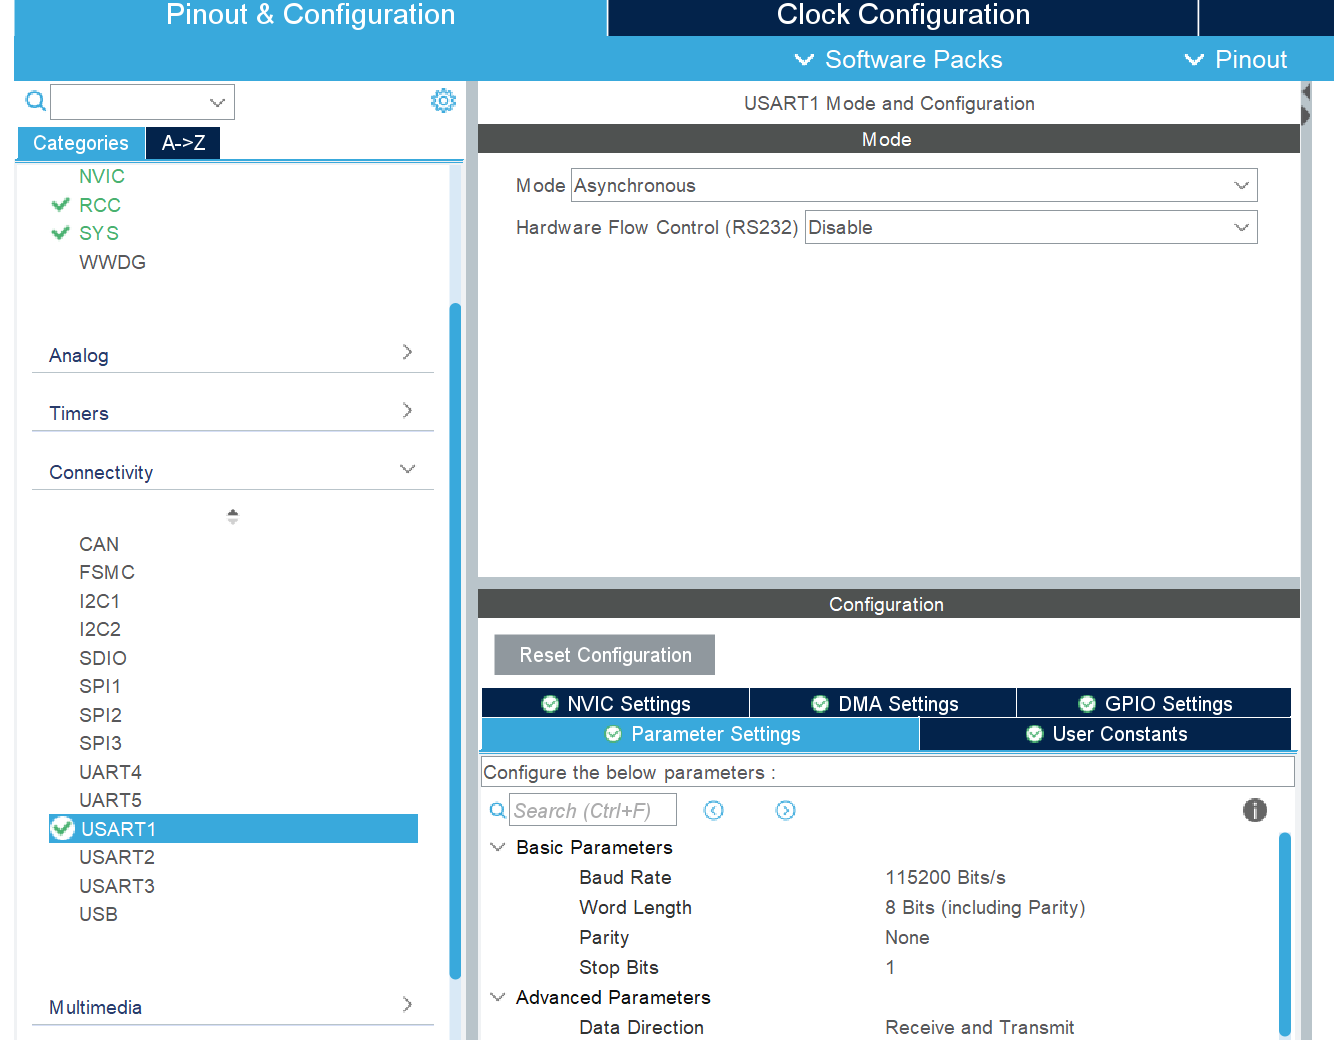 Pinout & Configuration
Clock Configuration
Software Packs
Pinout
Categories
A->Z
NVIC
RCC
SYS
WWDG
Analog
Timers
Connectivity
CAN
FSMC
I2C1
I2C2
SDIO
SPI1
SPI2
SPI3
UART4
UART5
USART1
USART2
USART3
USB
Multimedia
USART1 Mode and Configuration
Mode
Mode Asynchronous
Hardware Flow Control (RS232) Disable
Configuration
Reset Configuration
NVIC Settings
DMA Settings
GPIO Settings
Parameter Settings
User Constants
Configure the below parameters :
Search (Ctrl+F)
Basic Parameters
Baud Rate 115200 Bits/s
Word Length 8 Bits (including Parity)
Parity None
Stop Bits 1
Advanced Parameters
Data Direction Receive and Transmit